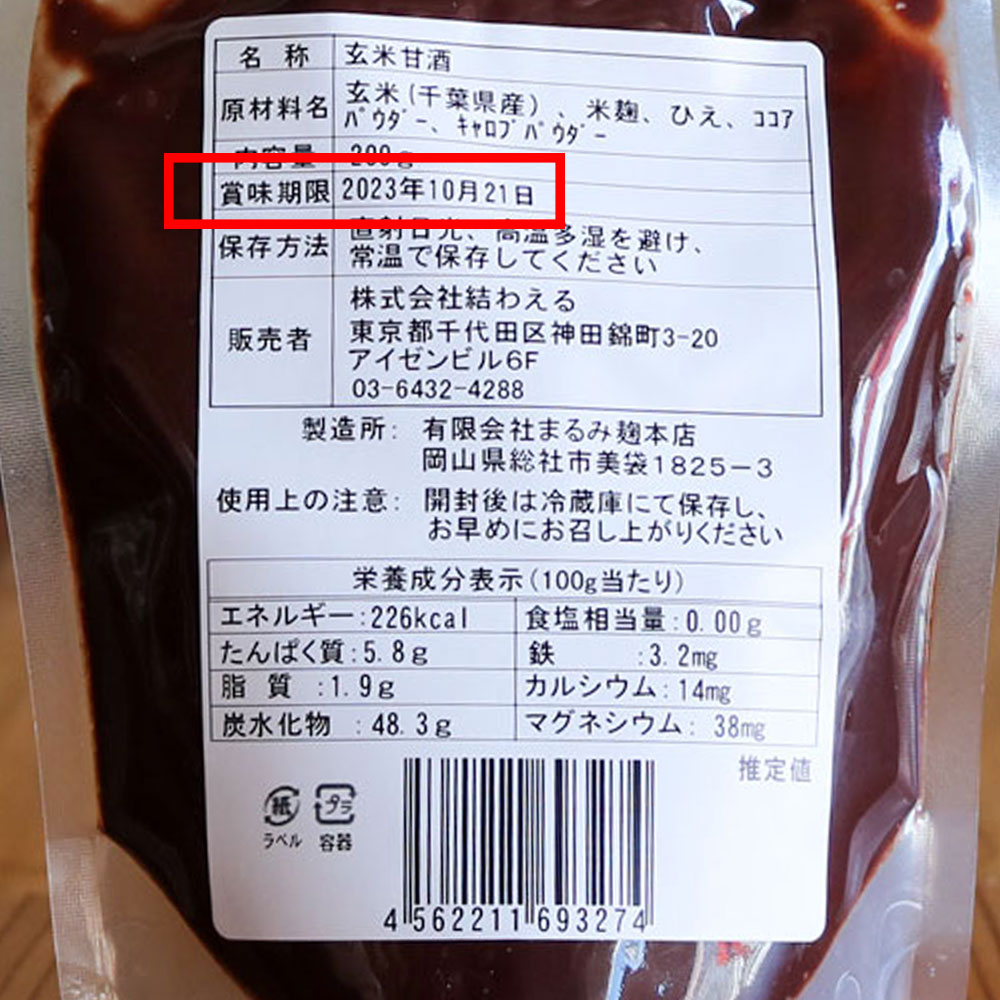 名称 玄米甘酒
原材料名 玄米(千葉県産)、米麹、ひえ、ココア
パウダー、キャロブパウダー
内容量 200g
賞味期限 2023年10月21日
保存方法 直射日光、高温多湿を避け、
常温で保存してください
販売者 株式会社結わえる
東京都千代田区神田錦町3-20
アイゼンビル6F
03-6432-4288
製造所: 有限会社まるみ麹本店
岡山県総社市美袋1825-3
使用上の注意: 開封後は冷蔵庫にて保存し、
お早めにお召し上がりください
栄養成分表示(100g当たり)
エネルギー:226kcal 食塩相当量:0.00g
たんぱく質:5.8g 鉄 :3.2mg
脂質 :1.9g カルシウム:14mg
炭水化物 :48.3g マグネシウム:38mg
推定値
紙 プラ
ラベル 容器
4562211693274